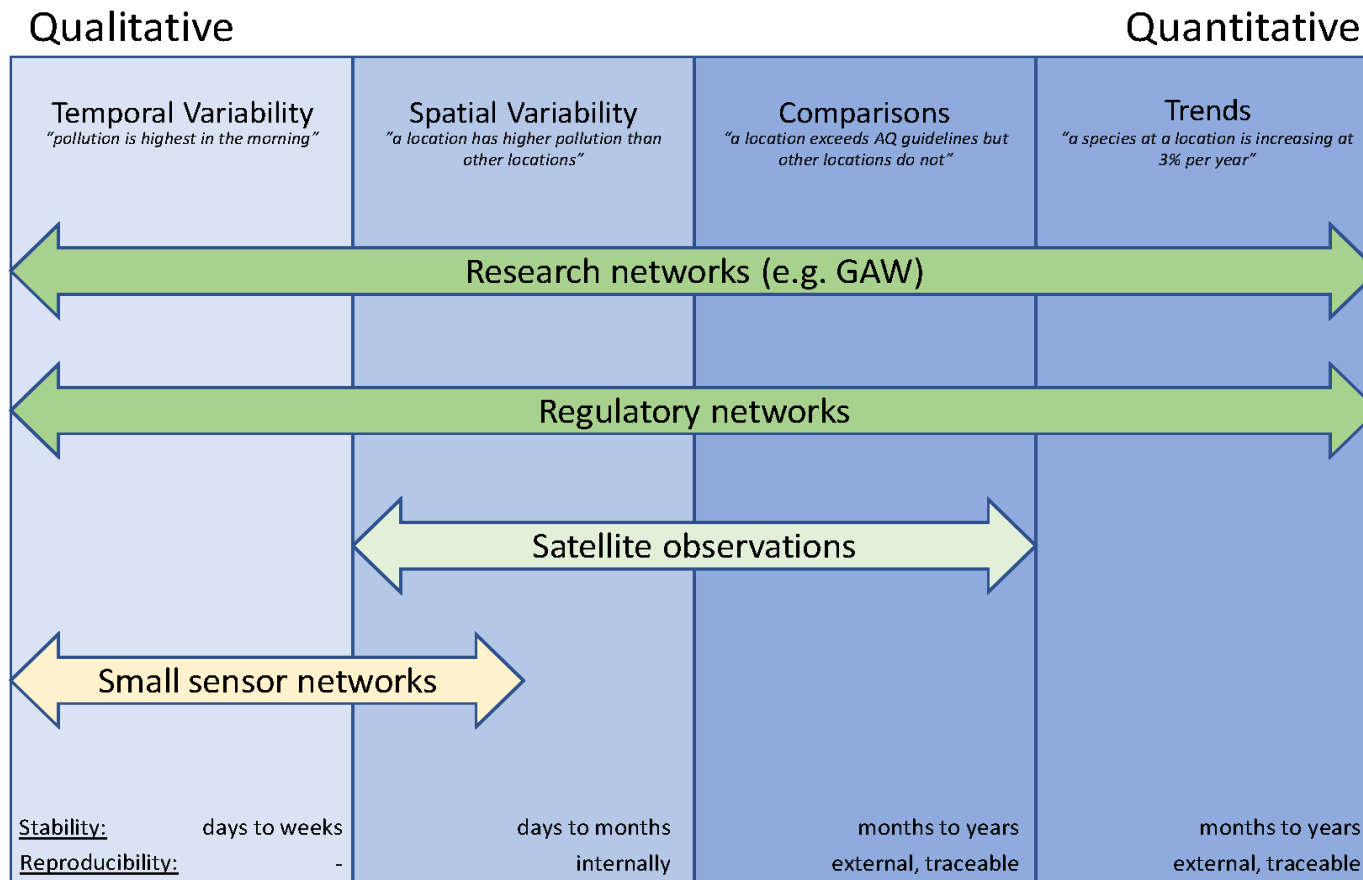 Qualitative
Quantitative
Temporal Variability
“pollution is highest in the morning”
Spatial Variability
”a location has higher pollution than
other locations”
Comparisons
“a location exceeds AQ guidelines but
other locations do not”
Trends
“a species at a location is increasing at
3% per year”
Research networks (e.g. GAW)
Regulatory networks
Satellite observations
Small sensor networks
Stability: days to weeks days to months months to years months to years
Reproducibility: - internally external, traceable external, traceable